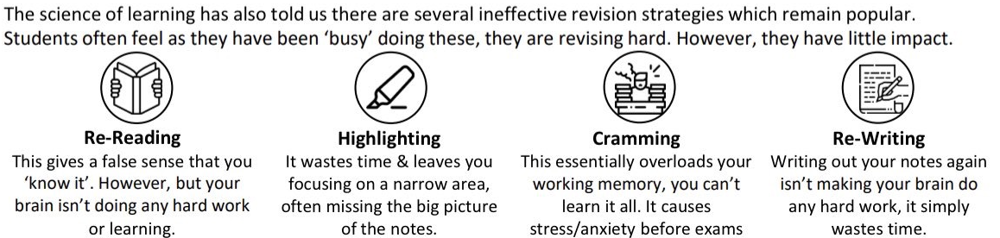 The science of learning has also told us there are several ineffective revision strategies which remain popular.
Students often feel as they have been ‘busy’ doing these, they are revising hard. However, they have little impact.
Re-Reading
This gives a false sense that you
‘know it’. However, but your
brain isn’t doing any hard work
or learning.
Highlighting
It wastes time & leaves you
focusing on a narrow area,
often missing the big picture
of the notes.
Cramming
This essentially overloads your
working memory, you can’t
learn it all. It causes
stress/anxiety before exams
Re-Writing
Writing out your notes again
isn’t making your brain do
any hard work, it simply
wastes time.